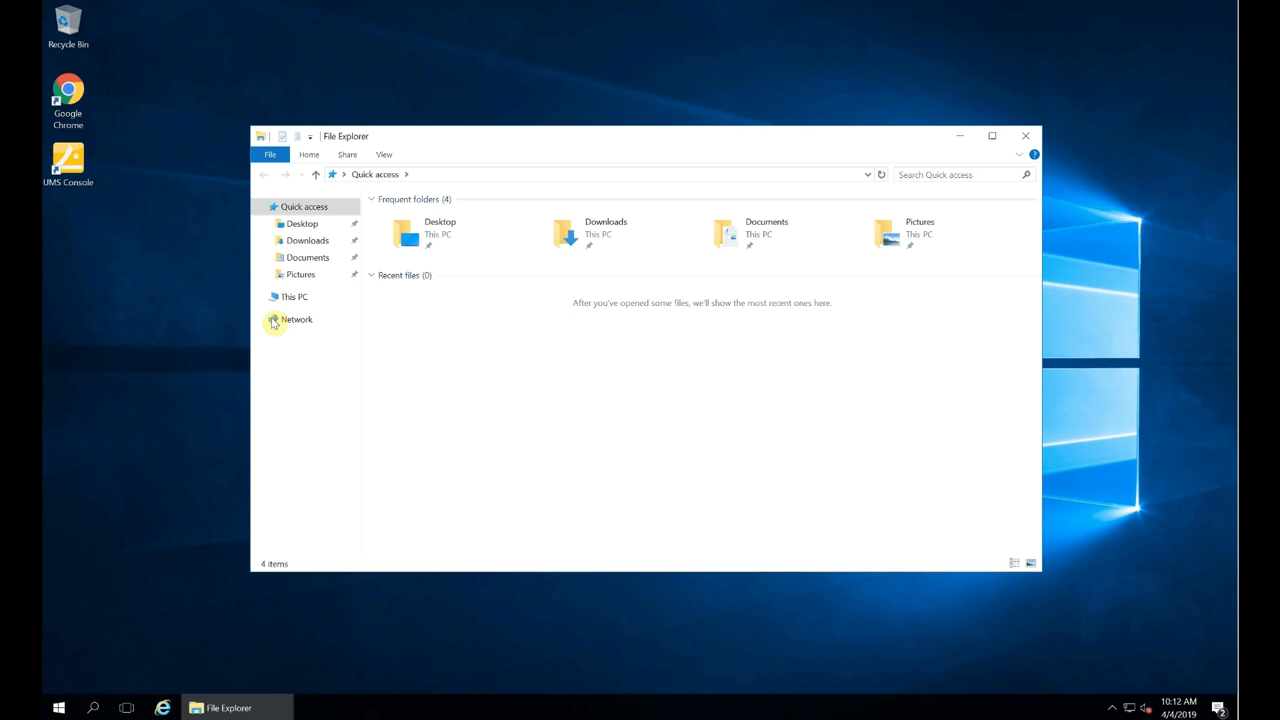 Recycle Bin
Google
Chrome
UMS Console
File Explorer
File
Home
Share
View
Quick access
Search Quick access
Quick access
Desktop
Downloads
Documents
Pictures
This PC
Network
Frequent folders (4)
Desktop
This PC
Downloads
This PC
Documents
This PC
Pictures
This PC
Recent files (0)
After you've opened some files, we'll show the most recent ones here.
4 items
File Explorer
10:12 AM
4/4/2019
2